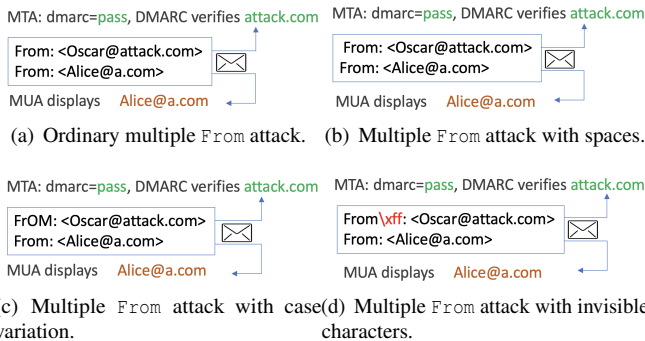 MTA: dmarc=pass, DMARC verifies attack.com
From: <Oscar@attack.com>
From: <Alice@a.com>
MUA displays Alice@a.com
(a) Ordinary multiple From attack.
MTA: dmarc=pass, DMARC verifies attack.com
From: <Oscar@attack.com>
From: <Alice@a.com>
MUA displays Alice@a.com
(b) Multiple From attack with spaces.
MTA: dmarc=pass, DMARC verifies attack.com
FrOM: <Oscar@attack.com>
From: <Alice@a.com>
MUA displays Alice@a.com
(c) Multiple From attack with case
variation.
MTA: dmarc=pass, DMARC verifies attack.com
From\xff: <Oscar@attack.com>
From: <Alice@a.com>
MUA displays Alice@a.com
(d) Multiple From attack with invisible
characters.